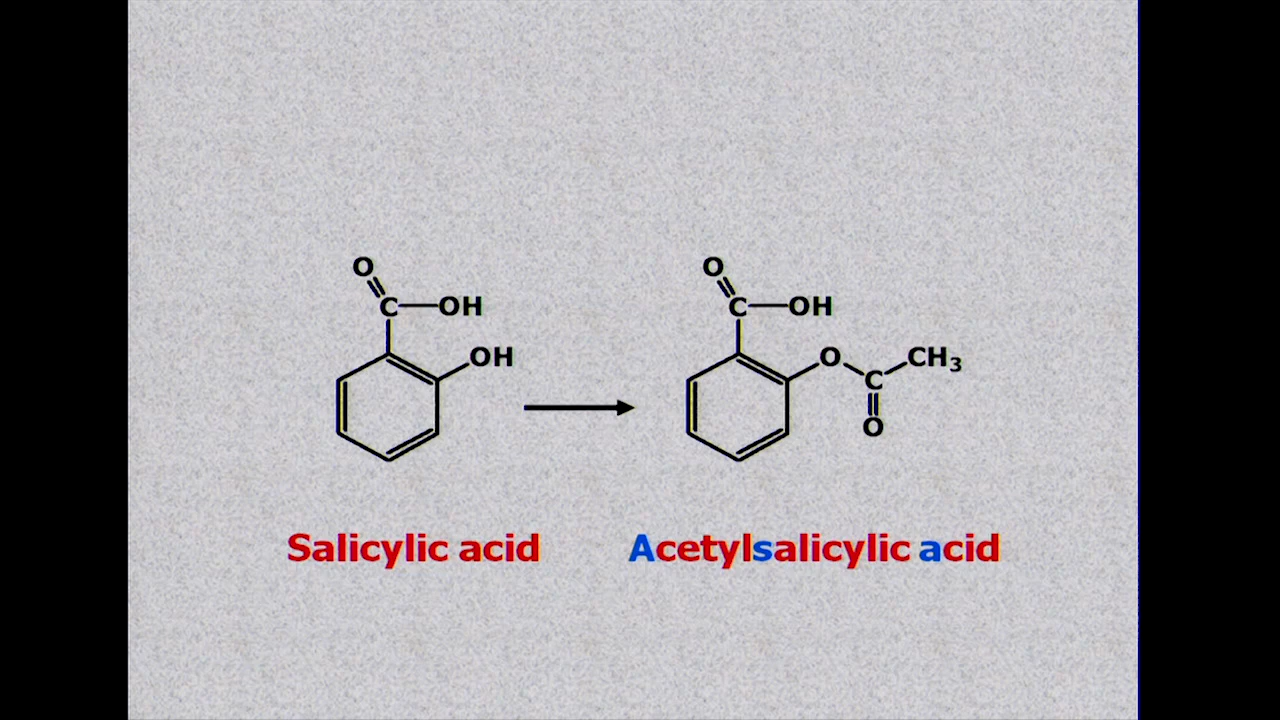 O
C OH
OH
O
C OH
O CH₃
C
O
Salicylic acid
Acetylsalicylic acid